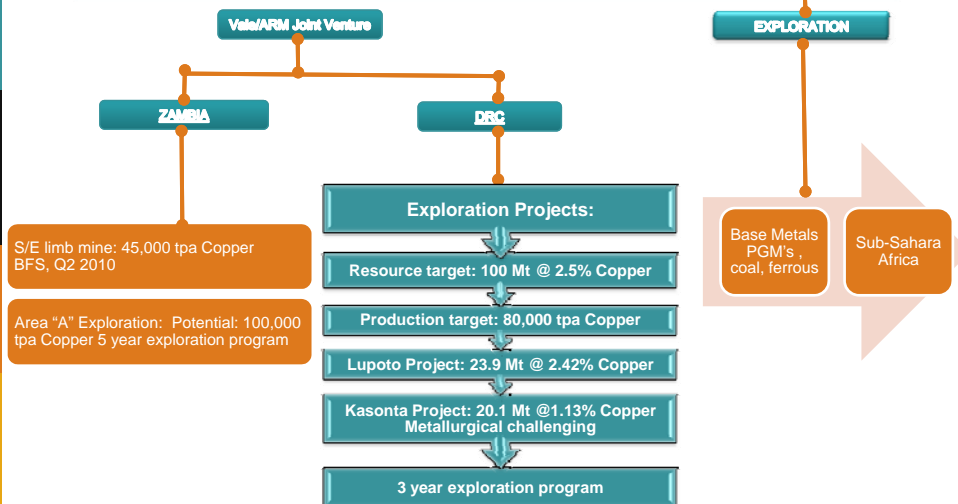 Vale/ARM Joint Venture
EXPLORATION
ZAMBIA
DRC
S/E limb mine: 45,000 tpa Copper
BFS, Q2 2010
Area “A” Exploration: Potential: 100,000
tpa Copper 5 year exploration program
Exploration Projects:
Resource target: 100 Mt @ 2.5% Copper
Production target: 80,000 tpa Copper
Lupoto Project: 23.9 Mt @ 2.42% Copper
Kasonta Project: 20.1 Mt @1.13% Copper
Metallurgical challenging
3 year exploration program
Base Metals
PGM's ,
coal, ferrous
Sub-Sahara
Africa